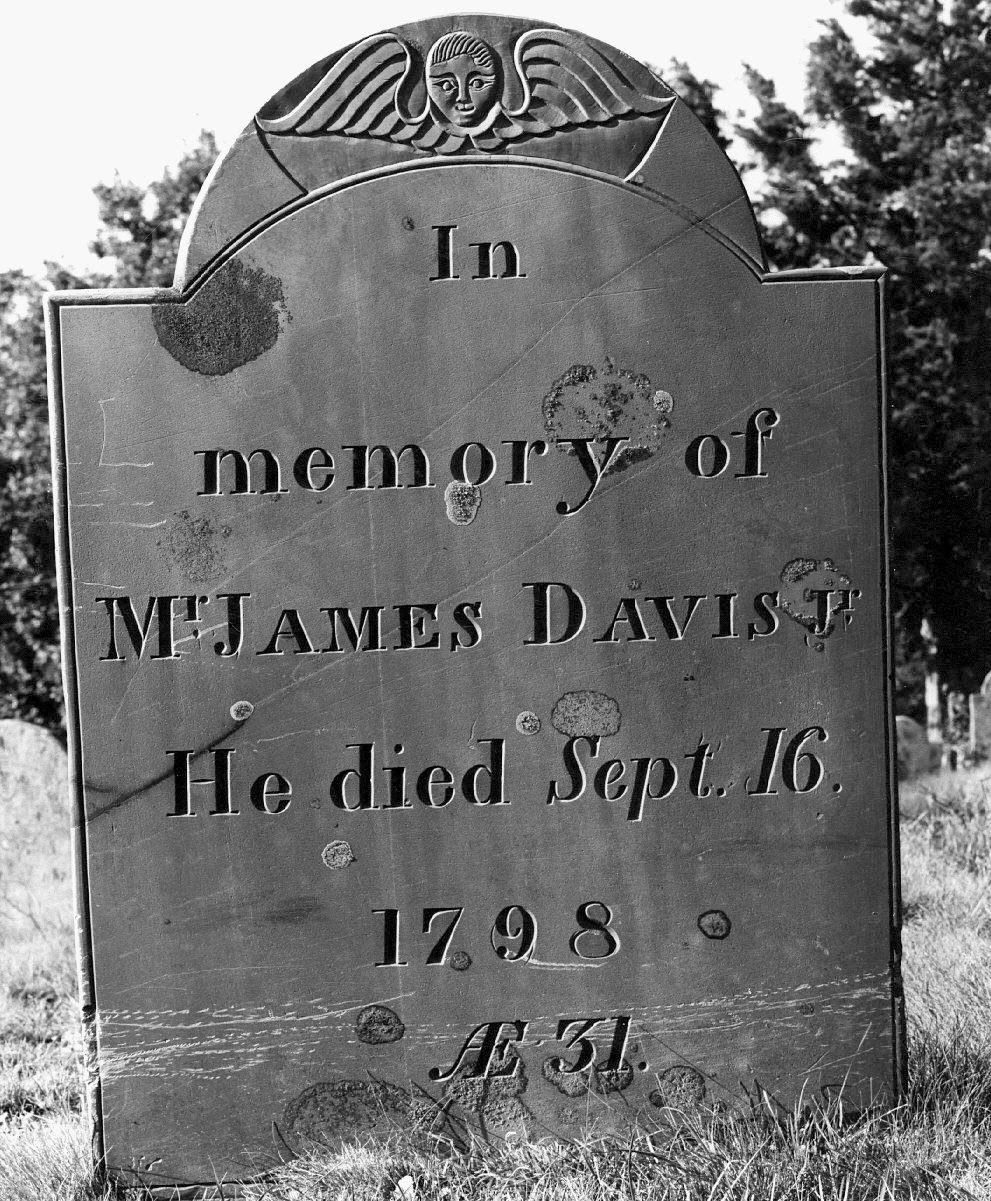 In
memory of
Mr. JAMES DAVIS Jr
He died Sept. 16.
1798
Æ 31.